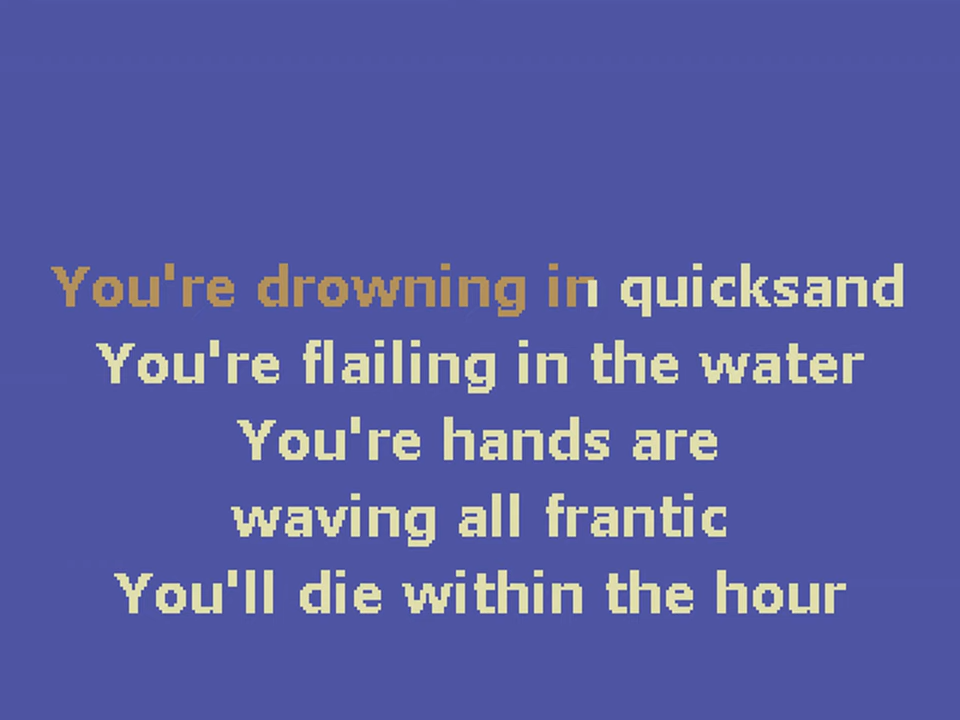 You're drowning in quicksand
You're flailing in the water
You're hands are
waving all frantic
You'll die within the hour